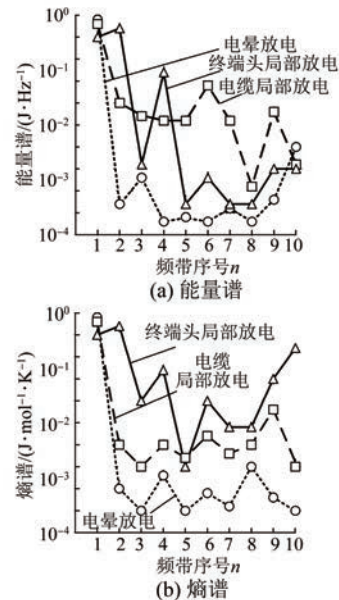 10⁰
电晕放电
10⁻¹
终端头局部放电
电缆局部放电
10⁻²
10⁻³
10⁻⁴
能量谱/(J·Hz⁻¹)
1 2 3 4 5 6 7 8 9 10
频带序号n
(a) 能量谱
10⁰
终端头局部放电
10⁻¹
电缆
局部放电
10⁻²
10⁻³
电晕放电
10⁻⁴
熵谱/(J·mol⁻¹·K⁻¹)
1 2 3 4 5 6 7 8 9 10
频带序号n
(b) 熵谱